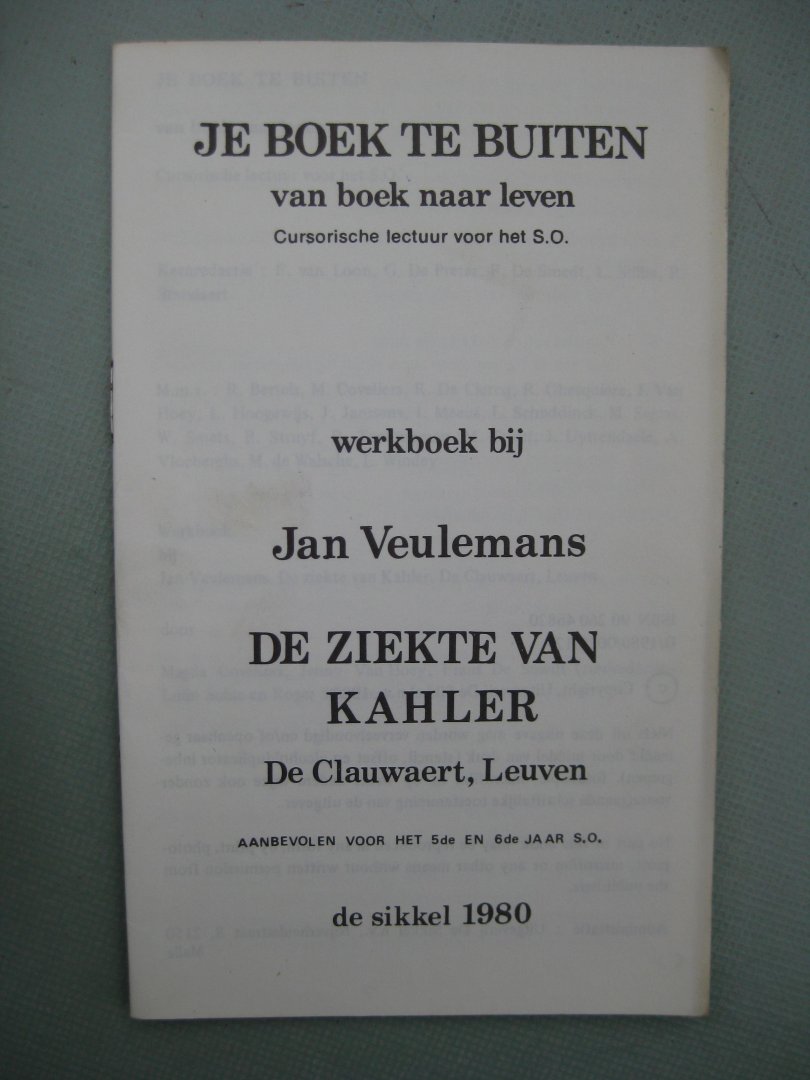 JE BOEK TE BUITEN
van boek naar leven
Cursorische lectuur voor het S.O.
werkboek bij
Jan Veulemans
DE ZIEKTE VAN
KAHLER
De Clauwaert, Leuven
AANBEVOLEN VOOR HET 5de EN 6de JAAR S.O.
de sikkel 1980